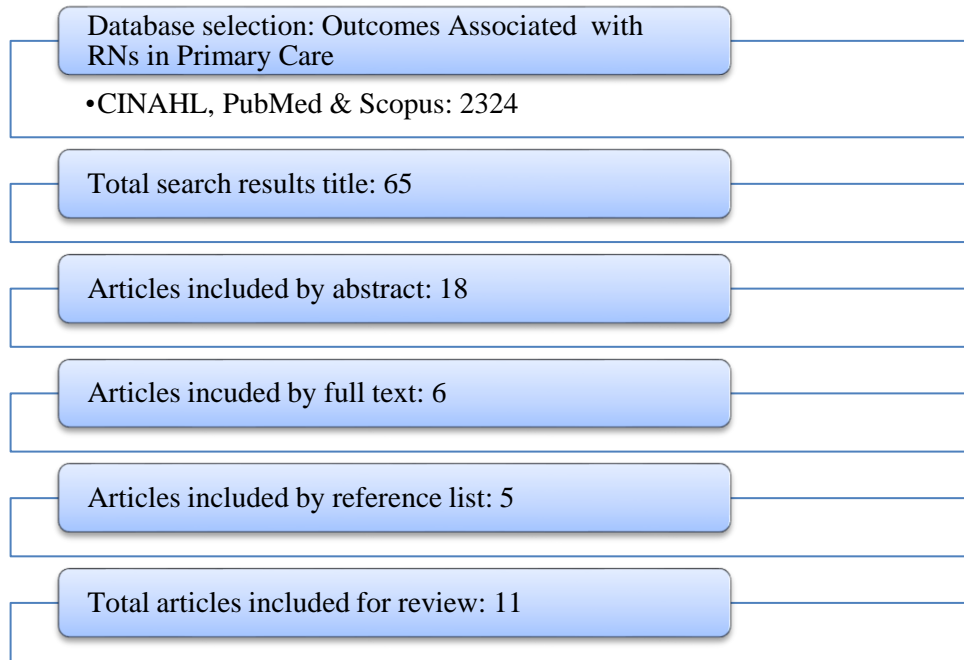 Database selection: Outcomes Associated with
RNs in Primary Care
•CINAHL, PubMed & Scopus: 2324
Total search results title: 65
Articles included by abstract: 18
Articles incuded by full text: 6
Articles included by reference list: 5
Total articles included for review: 11